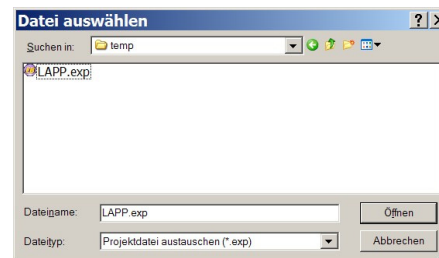 Datei auswählen
Suchen in: temp
LAPP.exp
Dateiname: LAPP.exp Öffnen
Dateityp: Projektdatei austauschen (*.exp) Abbrechen